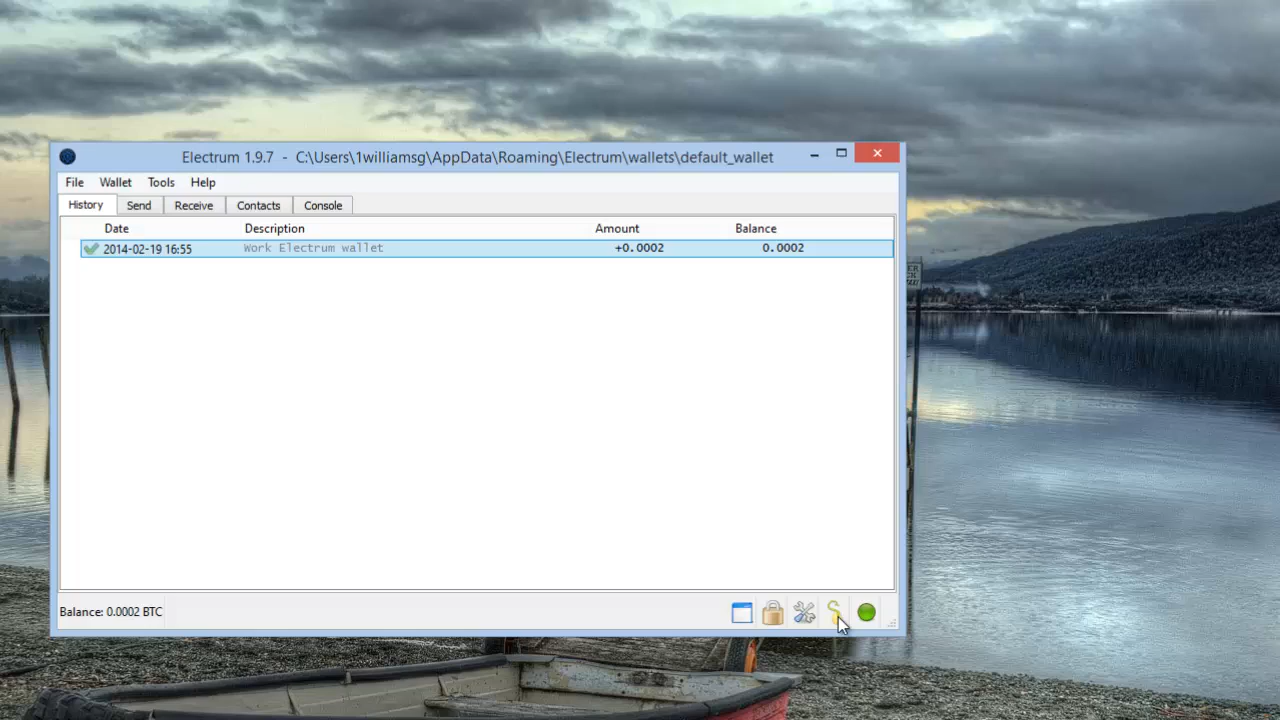 Electrum 1.9.7 - C:\Users\1williamsg\AppData\Roaming\Electrum\wallets\default_wallet
File Wallet Tools Help
History Send Receive Contacts Console
Date Description Amount Balance
2014-02-19 16:55 Work Electrum wallet +0.0002 0.0002
Balance: 0.0002 BTC